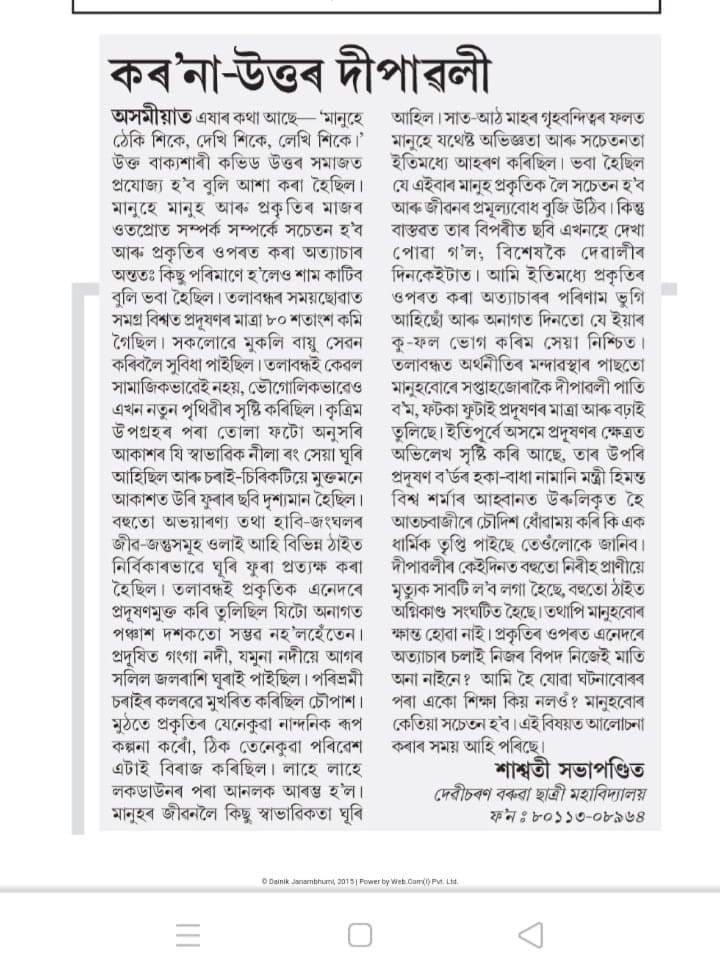 কৰ'না-উত্তৰ দীপাৱলী
অসমীয়াত এষাৰ কথা আছে— 'মানুহে
ঠেকি শিকে, দেখি শিকে, লেখি শিকে।'
উক্ত বাক্যশাৰী কভিড উত্তৰ সমাজত
প্ৰযোজ্য হ'ব বুলি আশা কৰা হৈছিল।
মানুহে মানুহ আৰু প্ৰকৃতিৰ মাজৰ
ওতপ্ৰোত সম্পৰ্ক সম্পৰ্কে সচেতন হ'ব
আৰু প্ৰকৃতিৰ ওপৰত কৰা অত্যাচাৰ
অন্ততঃ কিছু পৰিমাণে হ'লেও শাম কাটিব
বুলি ভবা হৈছিল। তলাবন্ধৰ সময়ছোৱাত
সমগ্ৰ বিশ্বত প্ৰদূষণৰ মাত্ৰা ৮০ শতাংশ কমি
গৈছিল। সকলোৱে মুকলি বায়ু সেৱন
কৰিবলৈ সুবিধা পাইছিল। তলাবন্ধই কেৱল
সামাজিকভাৱেই নহয়, ভৌগোলিকভাৱেও
এখন নতুন পৃথিৱীৰ সৃষ্টি কৰিছিল। কৃত্ৰিম
উপগ্ৰহৰ পৰা তোলা ফটো অনুসৰি
আকাশৰ যি স্বাভাৱিক নীলা ৰং সেয়া ঘূৰি
আহিছিল আৰু চৰাই-চিৰিকটিয়ে মুক্তমনে
আকাশত উৰি ফুৰাৰ ছবি দৃশ্যমান হৈছিল।
বহুতো অভয়াৰণ্য তথা হাবি-জংঘলৰ
জীৱ-জন্তুসমূহ ওলাই আহি বিভিন্ন ঠাইত
নিৰ্বিকাৰভাৱে ঘূৰি ফুৰা প্ৰত্যক্ষ কৰা
হৈছিল। তলাবন্ধই প্ৰকৃতিক এনেদৰে
প্ৰদূষণমুক্ত কৰি তুলিছিল যিটো অনাগত
পঞ্চাশ দশকতো সম্ভৱ নহ'লহেঁতেন।
প্ৰদূষিত গংগা নদী, যমুনা নদীয়ে আগৰ
সলিল জলৰাশি ঘূৰাই পাইছিল। পৰিভ্ৰমী
চৰাইৰ কলৰৱে মুখৰিত কৰিছিল চৌপাশ।
মুঠতে প্ৰকৃতিৰ যেনেকুৱা নান্দনিক ৰূপ
কল্পনা কৰোঁ, ঠিক তেনেকুৱা পৰিৱেশ
এটাই বিৰাজ কৰিছিল। লাহে লাহে
লকডাউনৰ পৰা আনলক আৰম্ভ হ'ল।
মানুহৰ জীৱনলৈ কিছু স্বাভাৱিকতা ঘূৰি
আহিল। সাত-আঠ মাহৰ গৃহবন্দিত্বৰ ফলত
মানুহে যথেষ্ট অভিজ্ঞতা আৰু সচেতনতা
ইতিমধ্যে আহৰণ কৰিছিল। ভবা হৈছিল
যে এইবাৰ মানুহ প্ৰকৃতিক লৈ সচেতন হ'ব
আৰু জীৱনৰ প্ৰমূল্যবোধ বুজি উঠিব। কিন্তু
বাস্তৱত তাৰ বিপৰীত ছবি এখনহে দেখা
পোৱা গ'ল; বিশেষকৈ দেৱালীৰ
দিনকেইটাত। আমি ইতিমধ্যে প্ৰকৃতিৰ
ওপৰত কৰা অত্যাচাৰৰ পৰিণাম ভুগি
আহিছোঁ আৰু অনাগত দিনতো যে ইয়াৰ
কু-ফল ভোগ কৰিম সেয়া নিশ্চিত।
তলাবন্ধত অৰ্থনীতিৰ মন্দাৱস্থাৰ পাছতো
মানুহবোৰে সপ্তাহজোৰাকৈ দীপাৱলী পাতি
ব'ম, ফটকা ফুটাই প্ৰদূষণৰ মাত্ৰা আৰু বঢ়াই
তুলিছে। ইতিপূৰ্বে অসমে প্ৰদূষণৰ ক্ষেত্ৰত
অভিলেখ সৃষ্টি কৰি আছে, তাৰ উপৰি
প্ৰদূষণ ব'ৰ্ডৰ হকা-বাধা নামানি মন্ত্ৰী হিমন্ত
বিশ্ব শৰ্মাৰ আহ্বানত উৰুলিকৃত হৈ
আতচবাজীৰে চৌদিশ ধোঁৱাময় কৰি কি এক
ধাৰ্মিক তৃপ্তি পাইছে তেওঁলোকে জানিব।
দীপাৱলীৰ কেইদিনত বহুতো নিৰীহ প্ৰাণীয়ে
মৃত্যুক সাবটি ল'ব লগা হৈছে, বহুতো ঠাইত
অগ্নিকাণ্ড সংঘটিত হৈছে। তথাপি মানুহবোৰ
ক্ষান্ত হোৱা নাই। প্ৰকৃতিৰ ওপৰত এনেদৰে
অত্যাচাৰ চলাই নিজৰ বিপদ নিজেই মাতি
অনা নাইনে? আমি হৈ যোৱা ঘটনাবোৰৰ
পৰা একো শিক্ষা কিয় নলওঁ? মানুহবোৰ
কেতিয়া সচেতন হ'ব। এই বিষয়ত আলোচনা
কৰাৰ সময় আহি পৰিছে।
শাশ্বতী সভাপণ্ডিত
দেবীচৰণ বৰুৱা ছাত্ৰী মহাবিদ্যালয়
ফ'ন : ৮০১১৩-০৮৯৬৪
© Dainik Janambhumi, 2015 | Power by Web.Com(I) Pvt. Ltd.